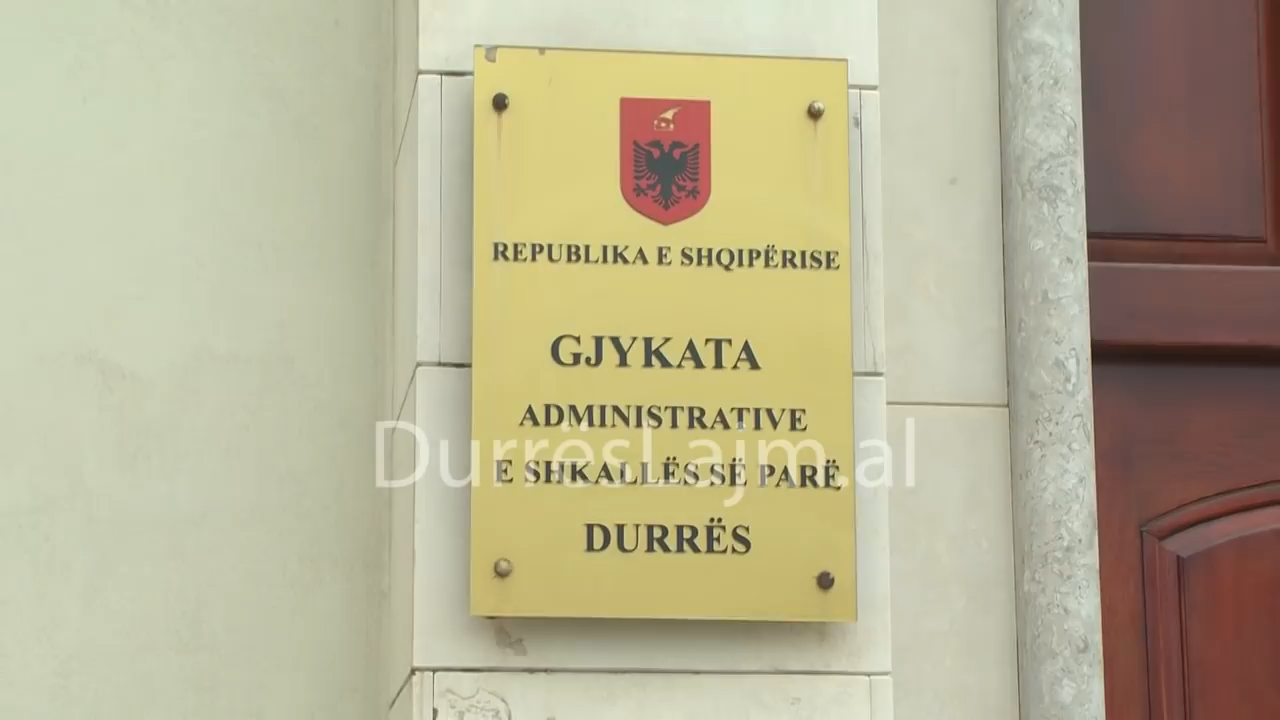 REPUBLIKA E SHQIPËRISE
GJYKATA
ADMINISTRATIVE
DurrësLajm.al
E SHKALLËS SË PARË
DURRËS